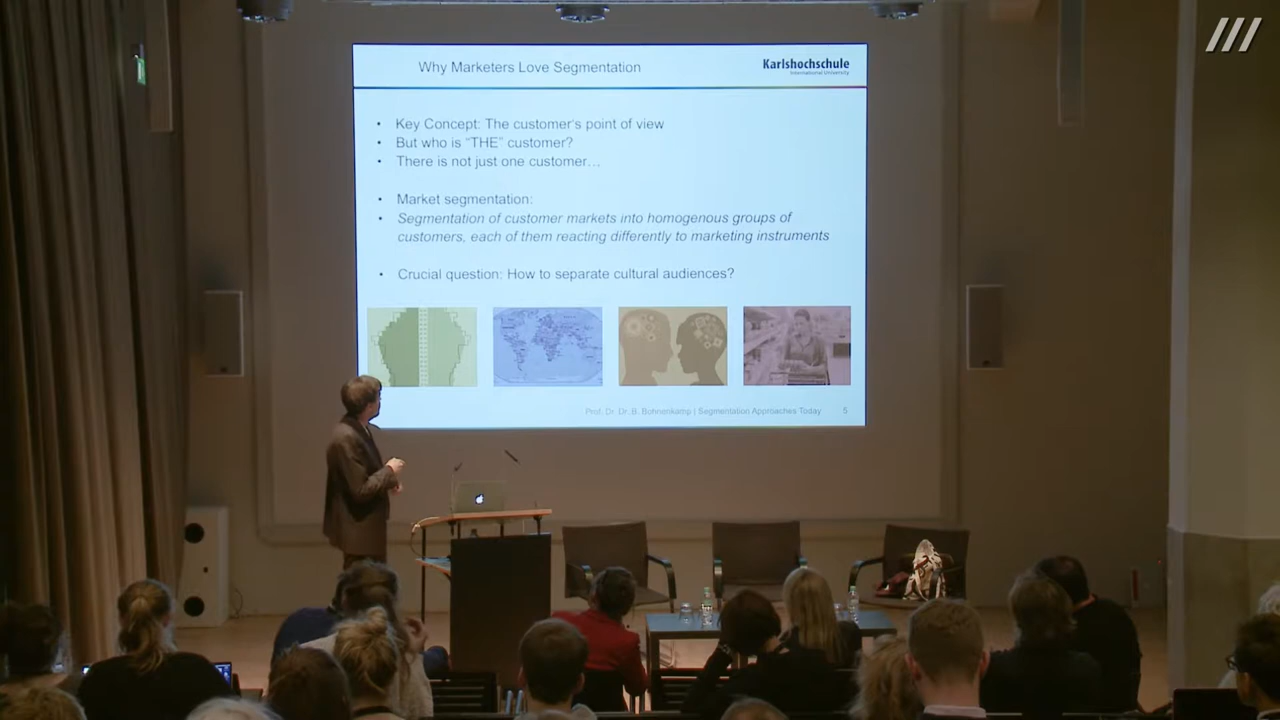 Why Marketers Love Segmentation
Karlshochschule
International University
• Key Concept: The customer's point of view
• But who is "THE" customer?
• There is not just one customer…
• Market segmentation:
• Segmentation of customer markets into homogenous groups of
customers, each of them reacting differently to marketing instruments
• Crucial question: How to separate cultural audiences?
Prof. Dr. Dr. B. Bohnenkamp | Segmentation Approaches Today 5